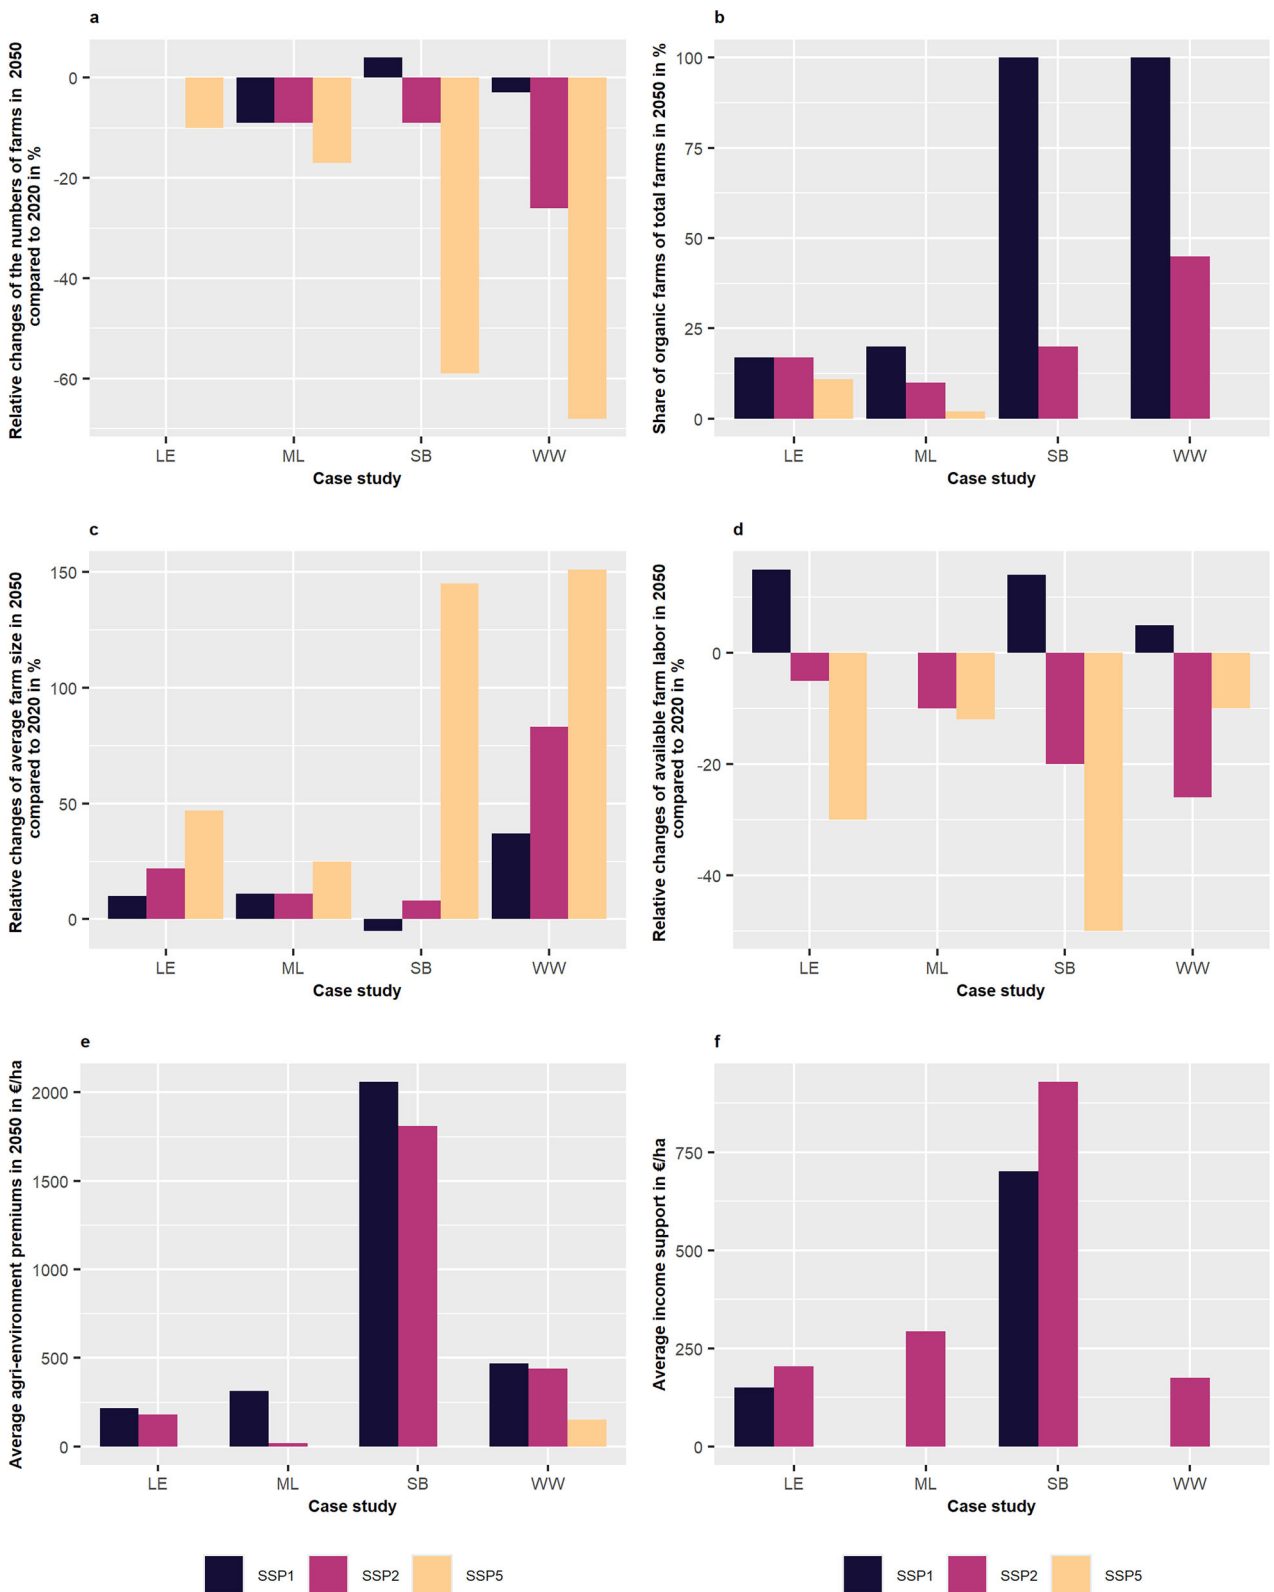 a
Relative changes of the numbers of farms in 2050
compared to 2020 in %
0
-20
-40
-60
LE ML SB WW
Case study
b
Share of organic farms of total farms in 2050 in %
100
75
50
25
0
LE ML SB WW
Case study
c
Relative changes of average farm size in 2050
compared to 2020 in %
150
100
50
0
LE ML SB WW
Case study
d
Relative changes of available farm labor in 2050
compared to 2020 in %
0
-20
-40
LE ML SB WW
Case study
e
Average agri-environment premiums in 2050 in €/ha
2000
1500
1000
500
0
LE ML SB WW
Case study
f
Average income support in €/ha
750
500
250
0
LE ML SB WW
Case study
SSP1 SSP2 SSP5
SSP1 SSP2 SSP5